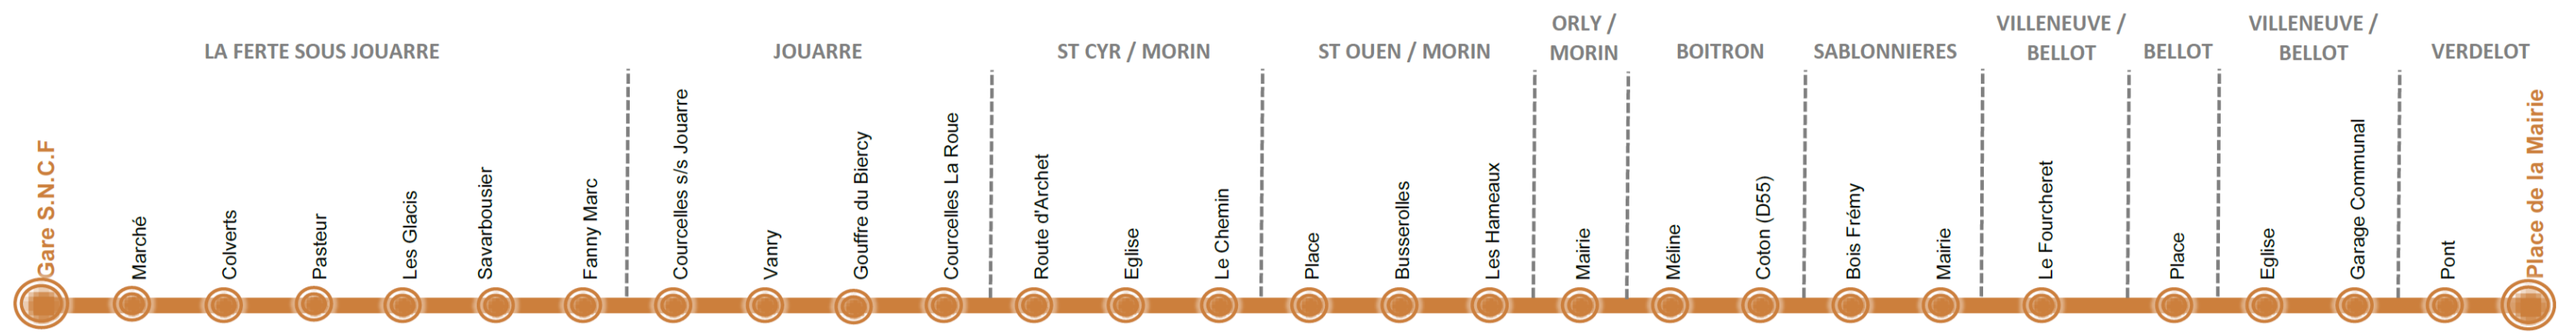 LA FERTE SOUS JOUARRE
JOUARRE
ST CYR / MORIN
ST OUEN / MORIN
ORLY /
MORIN
BOITRON
SABLONNIERES
VILLENEUVE /
BELLOT
BELLOT
VILLENEUVE /
BELLOT
VERDELOT
Gare S.N.C.F
Marché
Colverts
Pasteur
Les Glacis
Savarbousier
Fanny Marc
Courcelles s/s Jouarre
Vanry
Gouffre du Biercy
Courcelles La Roue
Route d'Archet
Eglise
Le Chemin
Place
Busserolles
Les Hameaux
Mairie
Méline
Coton (D55)
Bois Frémy
Mairie
Le Fourcheret
Place
Eglise
Garage Communal
Pont
Place de la Mairie